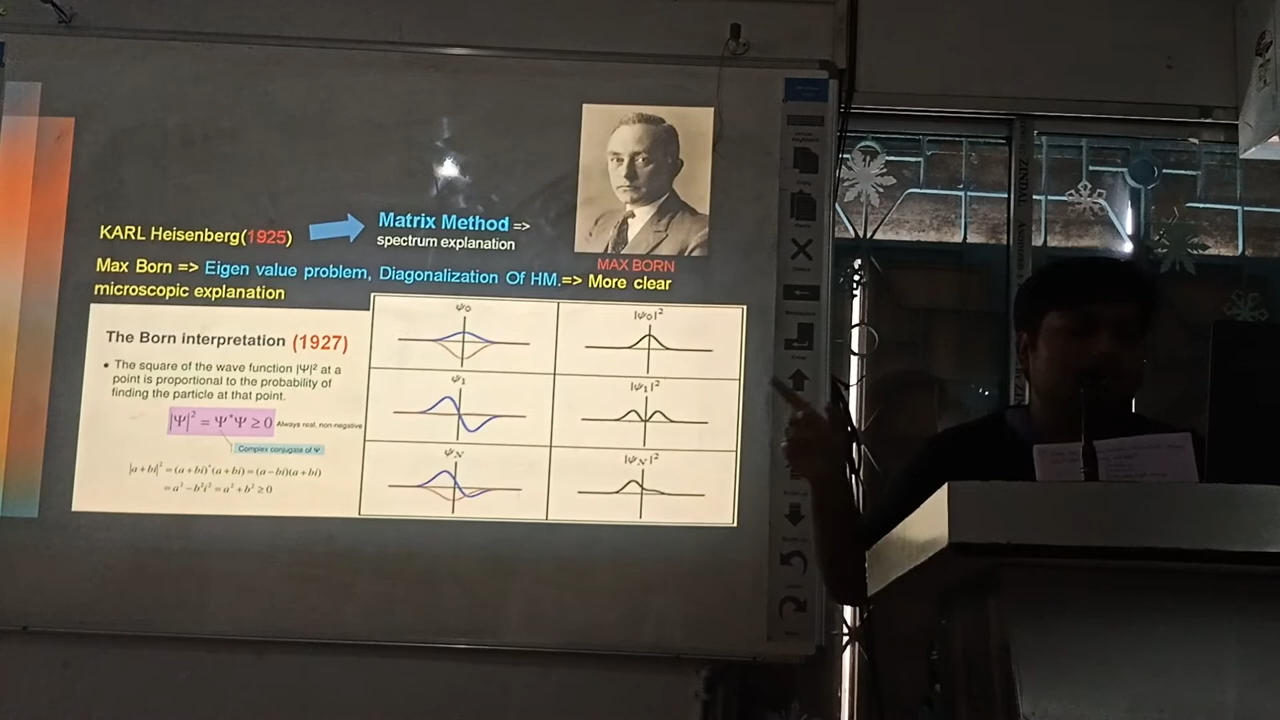 KARL Heisenberg(1925)
Matrix Method =>
spectrum explanation
MAX BORN
Max Born => Eigen value problem, Diagonalization Of HM.=> More clear
microscopic explanation
The Born interpretation (1927)
• The square of the wave function |Ψ|² at a
point is proportional to the probability of
finding the particle at that point.
|Ψ|² = Ψ*Ψ ≥ 0 Always real, non-negative
Complex conjugate of Ψ
|a+bi|² = (a+bi)*(a+bi) = (a−bi)(a+bi)
= a² − b²i² = a² + b² ≥ 0
Ψ0
|Ψ0|²
Ψ1
|Ψ1|²
ΨN
|ΨN|²
Copy
ZINDAL